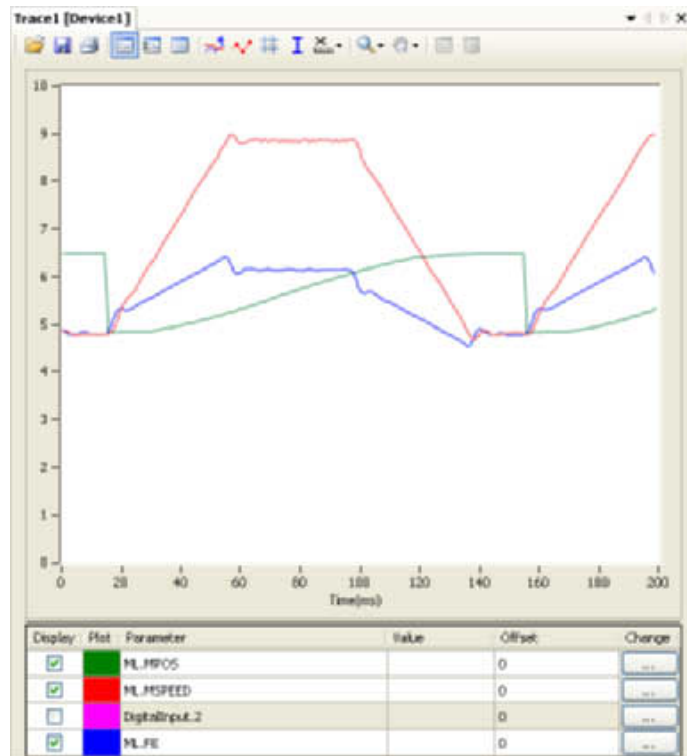 Trace1 [Device1]
10
9
8
7
6
5
4
3
2
1
0
0 20 40 60 80 100 120 140 160 180 200
Time(ms)
Display Plot Parameter Value Offset Change
ML.MPOS 0 ...
ML.MSPEED 0 ...
DigitalInput.2 0 ...
ML.FE 0 ...